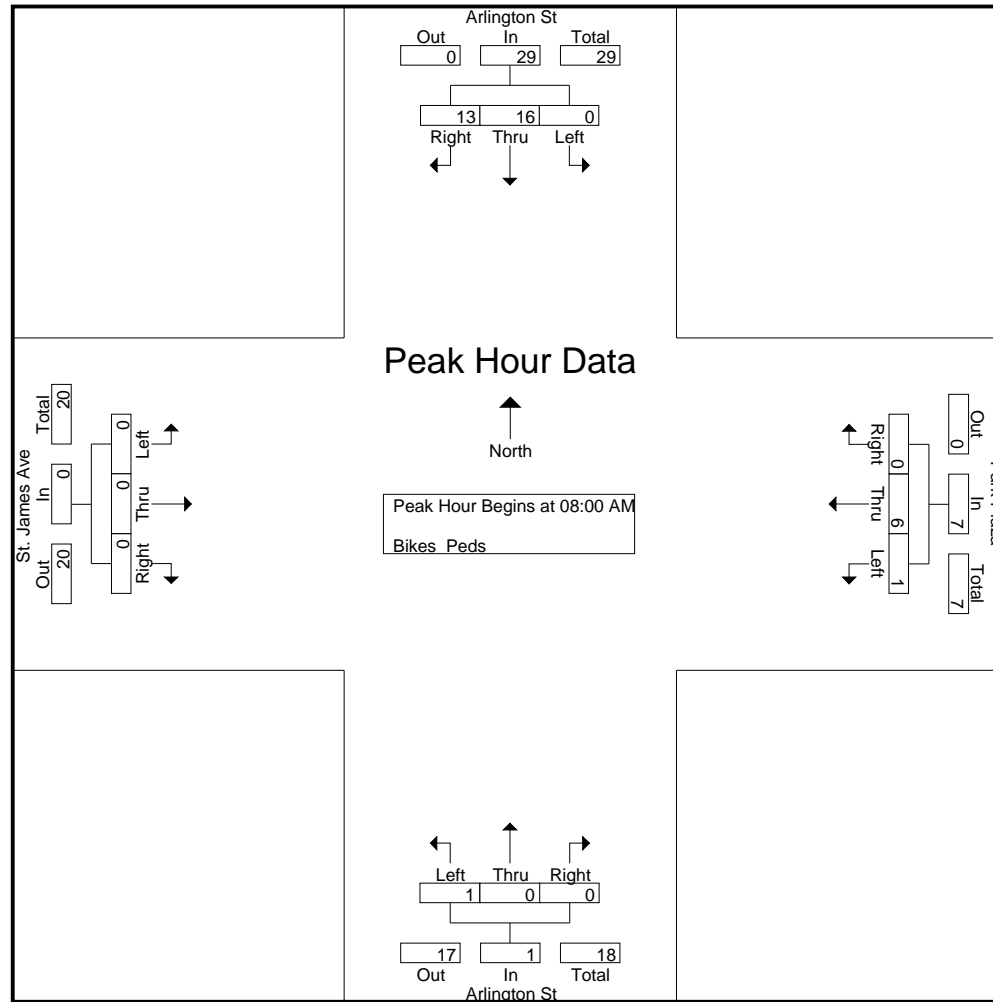 Arlington St
Out In Total
0 29 29
13 16 0
Right Thru Left
Peak Hour Data
North
Peak Hour Begins at 08:00 AM
Bikes Peds
St. James Ave
Total In Out
20 0 20
0 0 0
Left Thru Right
Right Thru Left
0 6 1
Out In Total
0 7 7
Left Thru Right
1 0 0
17 1 18
Out In Total
Arlington St